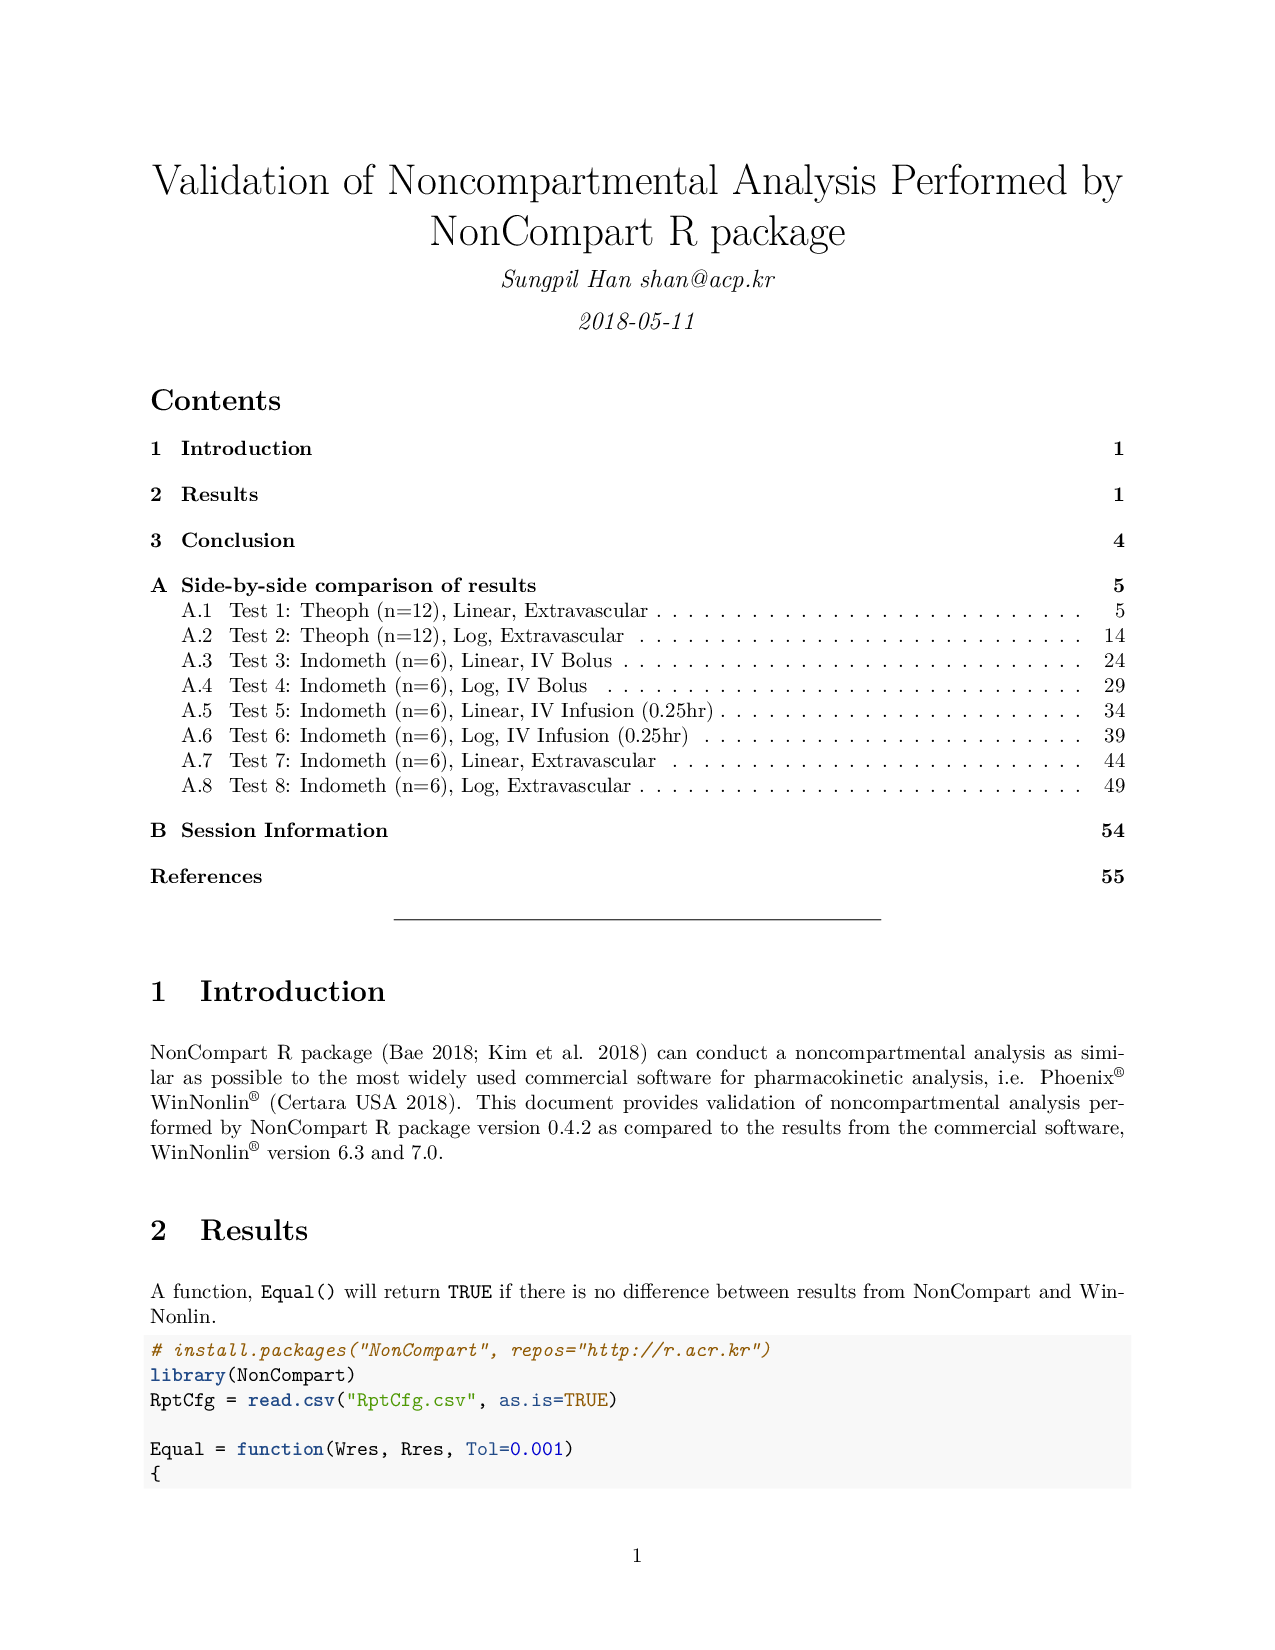 Validation of Noncompartmental Analysis Performed by
NonCompart R package
Sungpil Han shan@acp.kr
2018-05-11
Contents
1 Introduction 1
2 Results 1
3 Conclusion 4
A Side-by-side comparison of results 5
A.1 Test 1: Theoph (n=12), Linear, Extravascular . . . . . . . . . . . . . . . . . . . . . . . . . . . 5
A.2 Test 2: Theoph (n=12), Log, Extravascular . . . . . . . . . . . . . . . . . . . . . . . . . . . . 14
A.3 Test 3: Indometh (n=6), Linear, IV Bolus . . . . . . . . . . . . . . . . . . . . . . . . . . . . . 24
A.4 Test 4: Indometh (n=6), Log, IV Bolus . . . . . . . . . . . . . . . . . . . . . . . . . . . . . . 29
A.5 Test 5: Indometh (n=6), Linear, IV Infusion (0.25hr) . . . . . . . . . . . . . . . . . . . . . . . 34
A.6 Test 6: Indometh (n=6), Log, IV Infusion (0.25hr) . . . . . . . . . . . . . . . . . . . . . . . . 39
A.7 Test 7: Indometh (n=6), Linear, Extravascular . . . . . . . . . . . . . . . . . . . . . . . . . . 44
A.8 Test 8: Indometh (n=6), Log, Extravascular . . . . . . . . . . . . . . . . . . . . . . . . . . . . 49
B Session Information 54
References 55
1 Introduction
NonCompart R package (Bae 2018; Kim et al. 2018) can conduct a noncompartmental analysis as simi-
lar as possible to the most widely used commercial software for pharmacokinetic analysis, i.e. Phoenix®
WinNonlin® (Certara USA 2018). This document provides validation of noncompartmental analysis per-
formed by NonCompart R package version 0.4.2 as compared to the results from the commercial software,
WinNonlin® version 6.3 and 7.0.
2 Results
A function, Equal() will return TRUE if there is no difference between results from NonCompart and Win-
Nonlin.
# install.packages("NonCompart", repos="http://r.acr.kr")
library(NonCompart)
RptCfg = read.csv("RptCfg.csv", as.is=TRUE)
Equal = function(Wres, Rres, Tol=0.001)
{
1